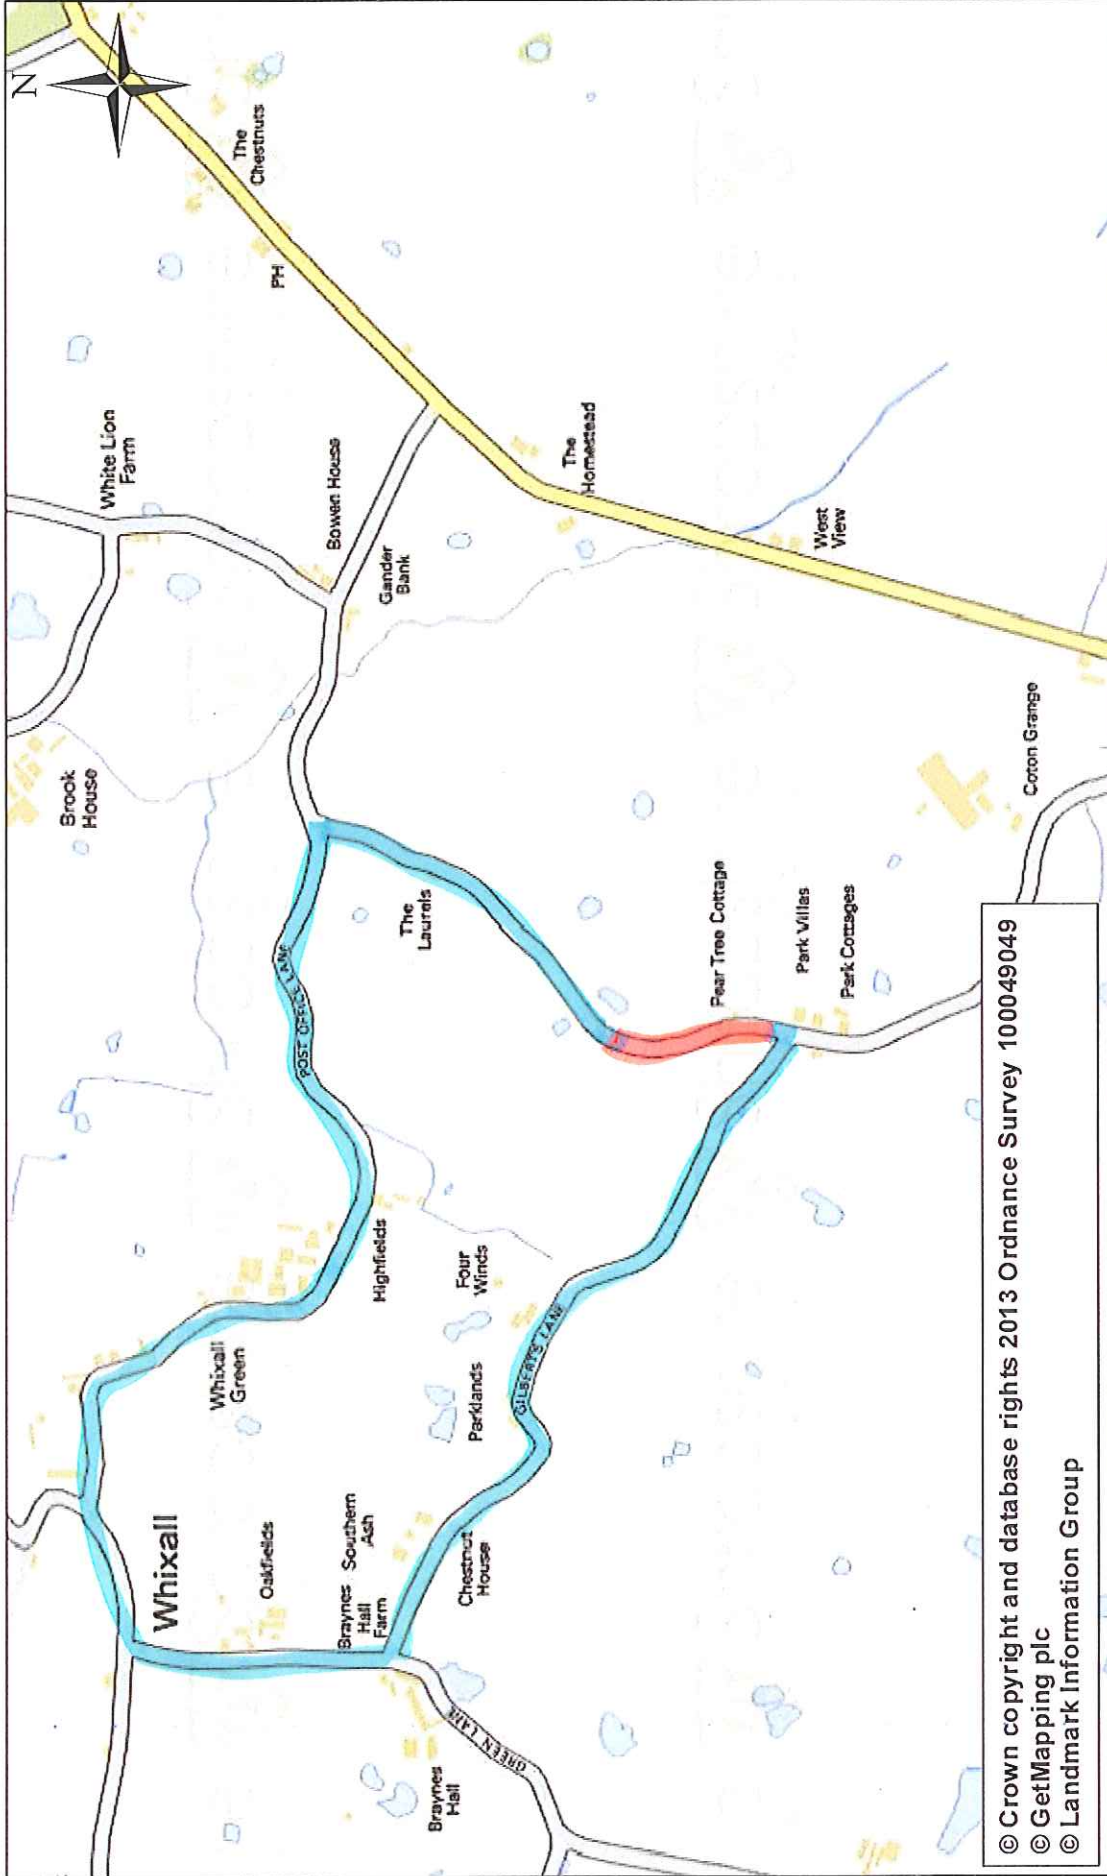 N
The
Chestnuts
PH
White Lion
Farm
Bowen House
Gander
Bank
The
Homestead
West
View
Brook
House
Coton Grange
The
Laurels
Pear Tree Cottage
Park Villas
Park Cottages
POST OFFICE LANE
Highfields
Four
Winds
Whixall
Green
Parklands
GILBERTS LANE
Whixall
Oakfields
Southern
Ash
Braynes
Hall
Farm
Chestnut
House
GREEN LANE
Braynes
Hall
© Crown copyright and database rights 2013 Ordnance Survey 100049049
© GetMapping plc
© Landmark Information Group